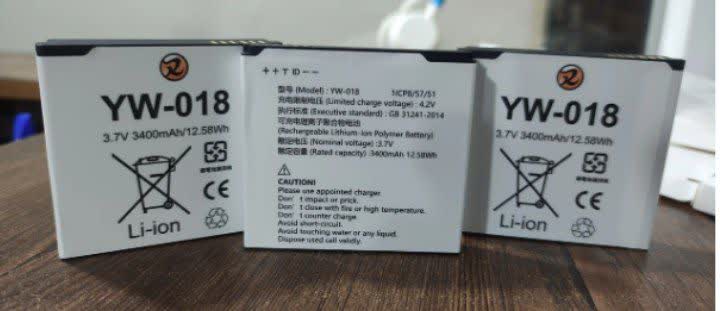 YW-018
3.7V 3400mAh/12.58Wh
CE
Li-ion
+ + T ID − −
型号 (Model) : YW-018 1ICP8/57/51
充电限制电压 (Limited charge voltage) : 4.2V
执行标准 (Executive standard) : GB 31241-2014
可充电锂离子聚合物电池
(Rechargeable Lithium-Ion Polymer Battery)
额定电压 (Nominal voltage) : 3.7V
额定容量 (Rated capacity) : 3400mAh 12.58Wh
CAUTION!
Please use appointed charger.
Don't impact or prick.
Don't close with fire or high temperature.
Don't counter charge
Avoid short-circuit.
Avoid touching water or any liquid.
Dispose used call validly.
YW-018
3.7V 3400mAh/12.58Wh
CE
Li-ion